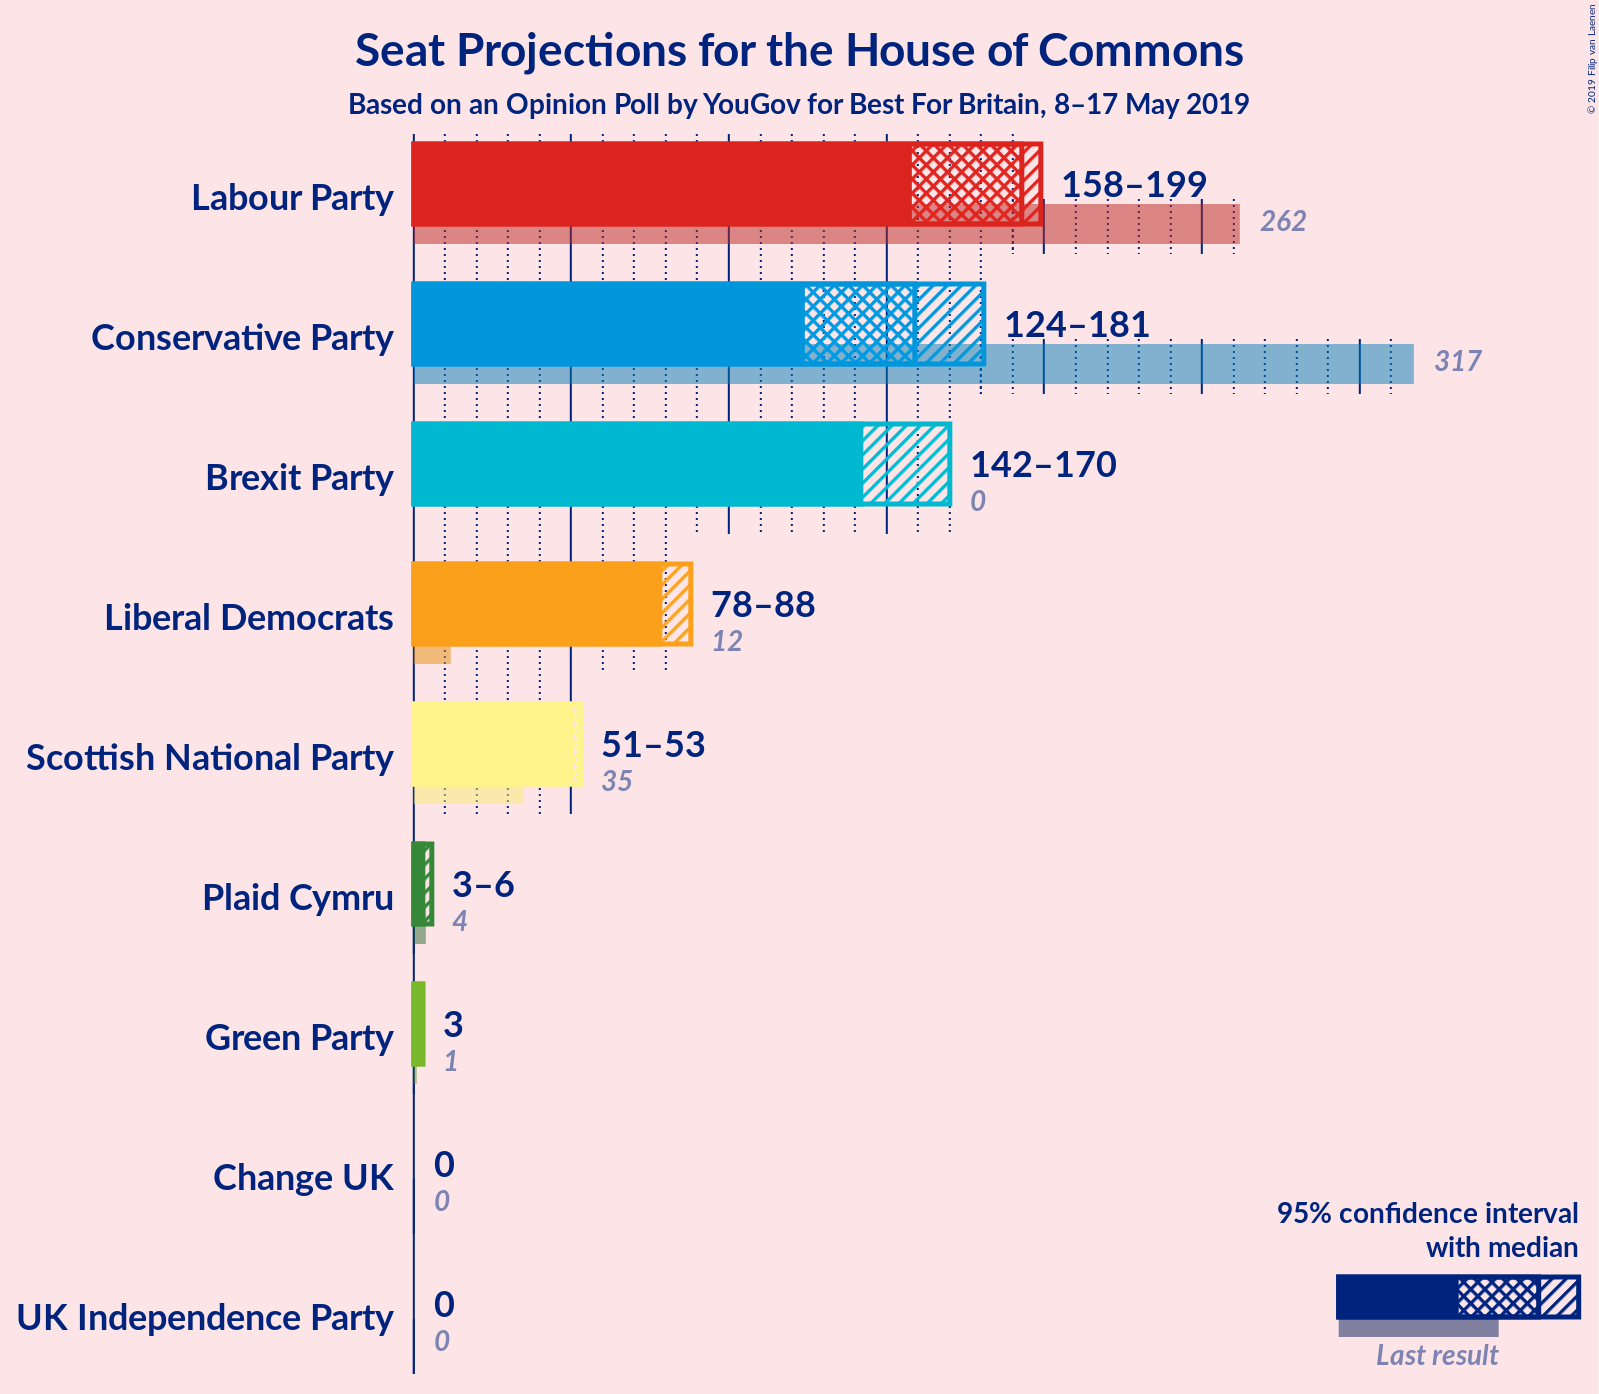 Seat Projections for the House of Commons
Based on an Opinion Poll by YouGov for Best For Britain, 8–17 May 2019
© 2019 Filip van Laenen
Labour Party
158–199
262
Conservative Party
124–181
317
Brexit Party
142–170
0
Liberal Democrats
78–88
12
Scottish National Party
51–53
35
Plaid Cymru
3–6
4
Green Party
3
1
Change UK
0
0
UK Independence Party
0
0
95% confidence interval
with median
Last result